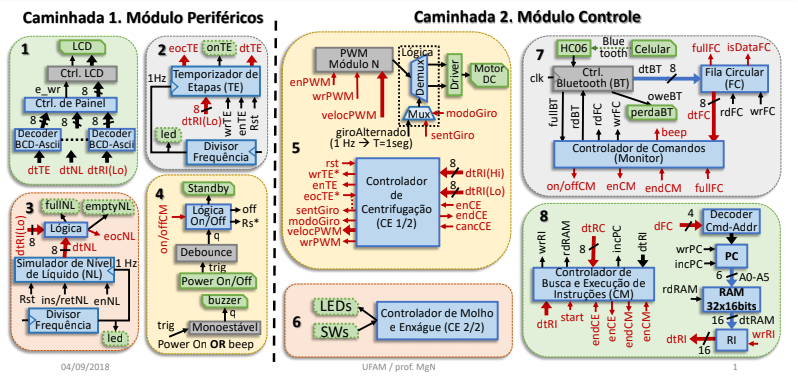 Caminhada 1. Módulo Periféricos
Caminhada 2. Módulo Controle
1
LCD
Ctrl. LCD
e_wr
8
8
Ctrl. de Painel
8
8
8
Decoder
BCD-Ascii
Decoder
BCD-Ascii
dtTE
dtNL
dtRI(Lo)
2
eocTE
onTE
dtTE
1Hz
Temporizador de
Etapas (TE)
8
dtRI(Lo)
wrTE
enTE
Rst
led
Divisor
Frequência
3
fullNL
emptyNL
dtRI(Lo)
8
Lógica
eocNL
8
dtNL
Simulador de Nível
de Líquido (NL)
1 Hz
Rst
ins/retNL
enNL
Divisor
Frequência
led
4
Standby
on/offCM
Lógica
On/Off
off
Rs*
q
Debounce
trig
Power On/Off
buzzer
q
trig
Monoestável
Power On OR beep
PWM
Módulo N
Lógica
Demux
Driver
Motor
DC
enPWM
wrPWM
velocPWM
Mux
modoGiro
sentGiro
giroAlternado
(1 Hz → T=1seg)
5
rst
wrTE*
enTE
eocTE*
sentGiro
modoGiro
velocPWM
wrPWM
Controlador
de
Centrifugação
(CE 1/2)
8
dtRI(Hi)
8
dtRI(Lo)
enCE
endCE
cancCE
6
LEDs
SWs
Controlador de Molho
e Enxágue (CE 2/2)
7
HC06
Blue
tooth
Celular
fullFC
isDataFC
clk
Ctrl.
Bluetooth (BT)
dtBT
8
Fila Circular
(FC)
oweBT
perdaBT
fullBT
rdBT
rdFC
wrFC
dtFC
8
rdFC
wrFC
beep
Controlador de Comandos
(Monitor)
on/offCM
enCM
endCM
fullFC
8
wrRI
rdRAM
dtRC
8
incPC
dtRI
Controlador de
Busca e Execução de
Instruções (CM)
dtRI
start
endCE
enCE
endCM
enCM
4
dFC
Decoder
Cmd-Addr
wrPC
incPC
PC
6
A0-A5
rdRAM
RAM
32x16bits
16
dtRAM
dtRI
16
RI
wrRI
04/09/2018
UFAM / prof. MgN
1